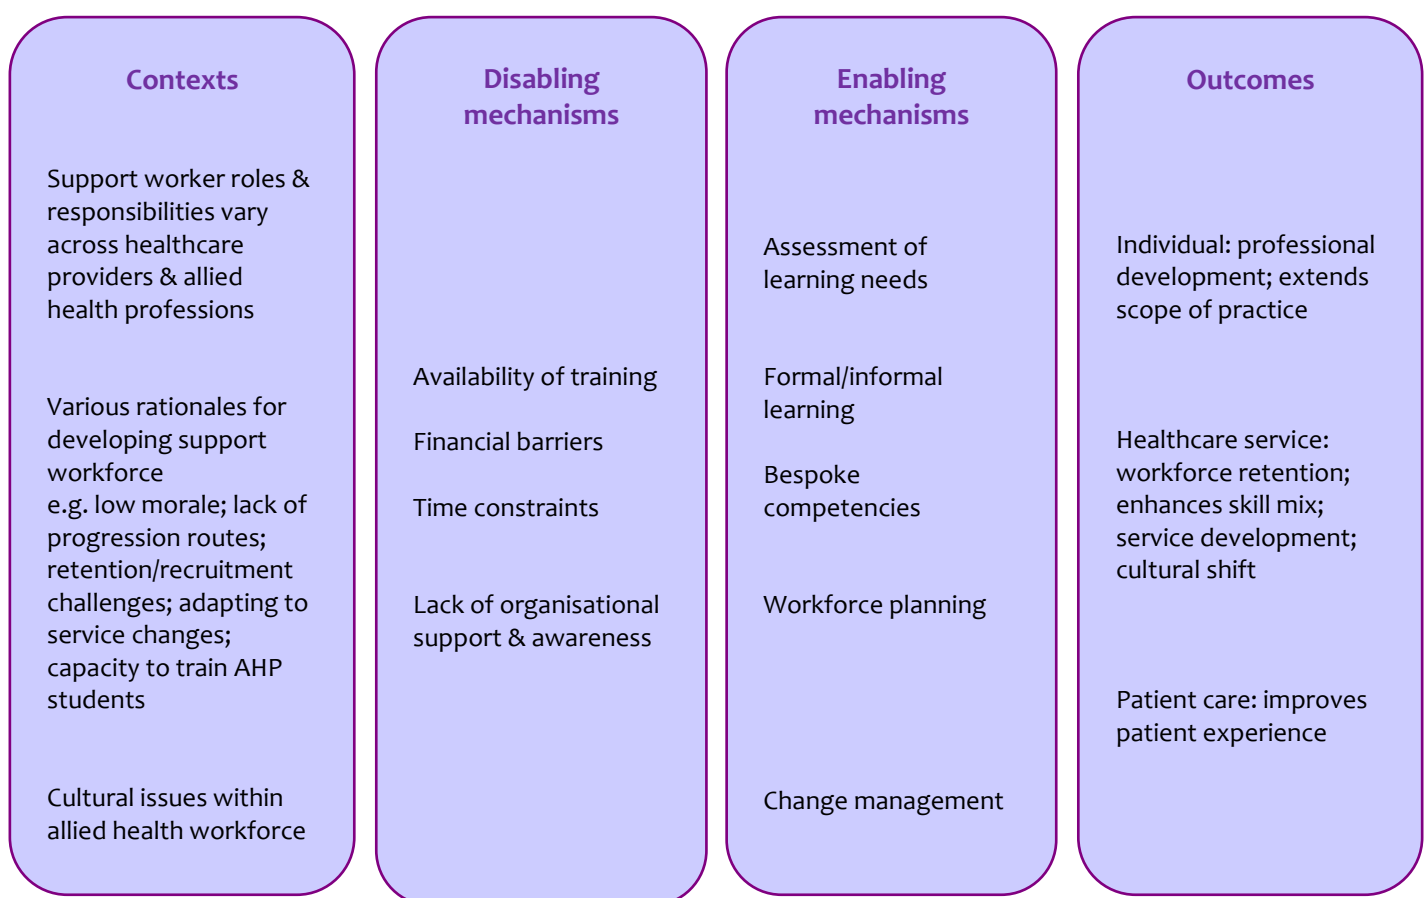 Contexts
Support worker roles &
responsibilities vary
across healthcare
providers & allied
health professions
Various rationales for
developing support
workforce
e.g. low morale; lack of
progression routes;
retention/recruitment
challenges; adapting to
service changes;
capacity to train AHP
students
Cultural issues within
allied health workforce
Disabling
mechanisms
Availability of training
Financial barriers
Time constraints
Lack of organisational
support & awareness
Enabling
mechanisms
Assessment of
learning needs
Formal/informal
learning
Bespoke
competencies
Workforce planning
Change management
Outcomes
Individual: professional
development; extends
scope of practice
Healthcare service:
workforce retention;
enhances skill mix;
service development;
cultural shift
Patient care: improves
patient experience